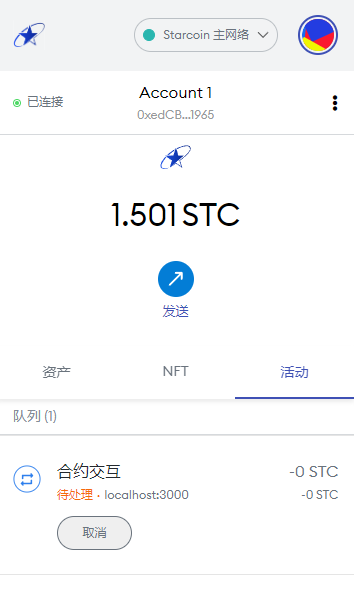 Starcoin 主网络
已连接
Account 1
0xedCB...1965
1.501 STC
发送
资产
NFT
活动
队列 (1)
合约交互
-0 STC
待处理 · localhost:3000
-0 STC
取消